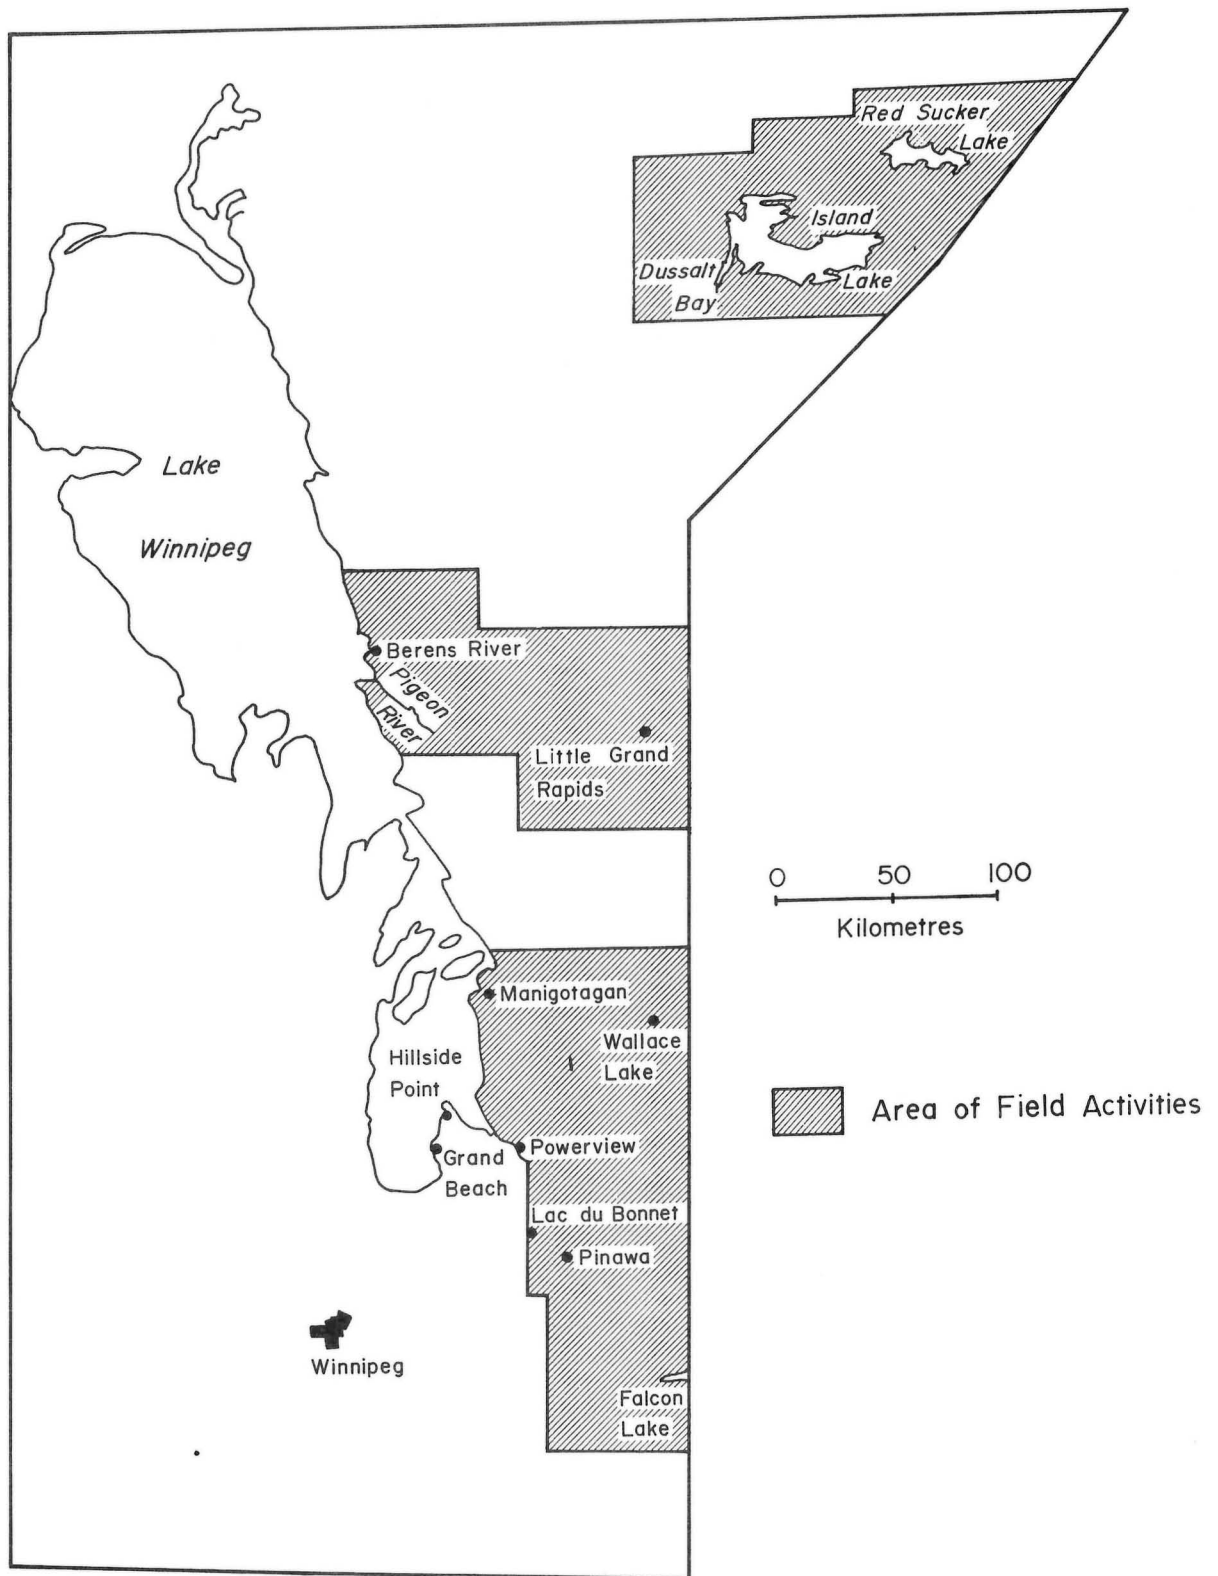 Red Sucker
Lake
Island
Lake
Dussalt
Bay
Lake
Winnipeg
Berens River
Pigeon
River
Little Grand
Rapids
0 50 100
Kilometres
Manigotagan
Wallace
Lake
Hillside
Point
Area of Field Activities
Powerview
Grand
Beach
Lac du Bonnet
Pinawa
Winnipeg
Falcon
Lake